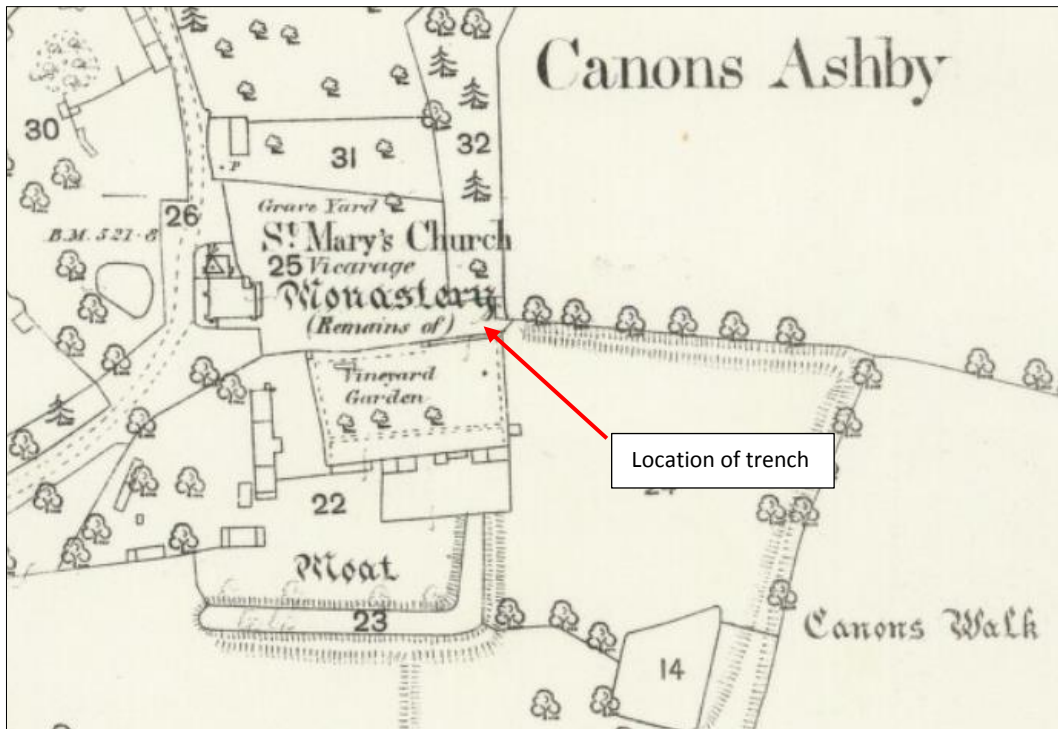 Canons Ashby
30
31
32
P
Grave Yard
B.M. 521·8
26
St. Mary's Church
25
Vicarage
Monastery
(Remains of)
Vineyard
Garden
Location of trench
22
Moat
23
14
Canons Walk